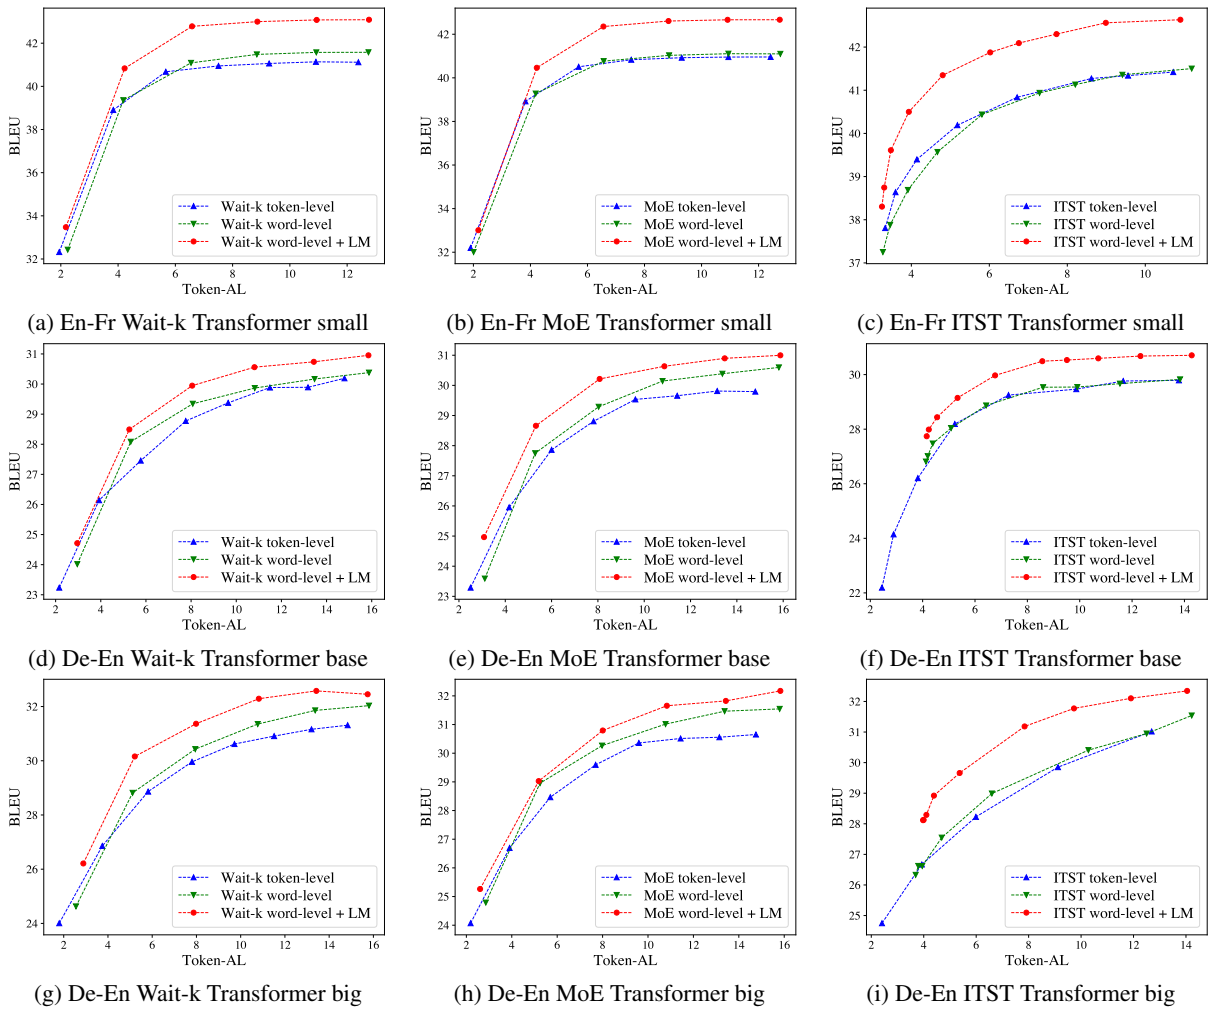 BLEU
42
40
38
36
34
32
2 4 6 8 10 12
Token-AL
Wait-k token-level
Wait-k word-level
Wait-k word-level + LM
(a) En-Fr Wait-k Transformer small
BLEU
42
40
38
36
34
32
2 4 6 8 10 12
Token-AL
MoE token-level
MoE word-level
MoE word-level + LM
(b) En-Fr MoE Transformer small
BLEU
42
41
40
39
38
37
4 6 8 10
Token-AL
ITST token-level
ITST word-level
ITST word-level + LM
(c) En-Fr ITST Transformer small
BLEU
31
30
29
28
27
26
25
24
23
2 4 6 8 10 12 14 16
Token-AL
Wait-k token-level
Wait-k word-level
Wait-k word-level + LM
(d) De-En Wait-k Transformer base
BLEU
31
30
29
28
27
26
25
24
23
2 4 6 8 10 12 14 16
Token-AL
MoE token-level
MoE word-level
MoE word-level + LM
(e) De-En MoE Transformer base
BLEU
30
28
26
24
22
2 4 6 8 10 12 14
Token-AL
ITST token-level
ITST word-level
ITST word-level + LM
(f) De-En ITST Transformer base
BLEU
32
30
28
26
24
2 4 6 8 10 12 14 16
Token-AL
Wait-k token-level
Wait-k word-level
Wait-k word-level + LM
(g) De-En Wait-k Transformer big
BLEU
32
31
30
29
28
27
26
25
24
2 4 6 8 10 12 14 16
Token-AL
MoE token-level
MoE word-level
MoE word-level + LM
(h) De-En MoE Transformer big
BLEU
32
31
30
29
28
27
26
25
2 4 6 8 10 12 14
Token-AL
ITST token-level
ITST word-level
ITST word-level + LM
(i) De-En ITST Transformer big